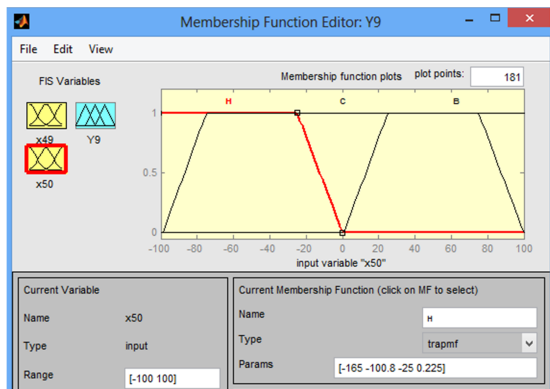 Membership Function Editor: Y9
File Edit View
FIS Variables
Membership function plots plot points: 181
x49 Y9
x50
H C B
1
0.5
0
-100 -80 -60 -40 -20 0 20 40 60 80 100
input variable "x50"
Current Variable
Name x50
Type input
Range [-100 100]
Current Membership Function (click on MF to select)
Name H
Type trapmf
Params [-165 -100.8 -25 0.225]